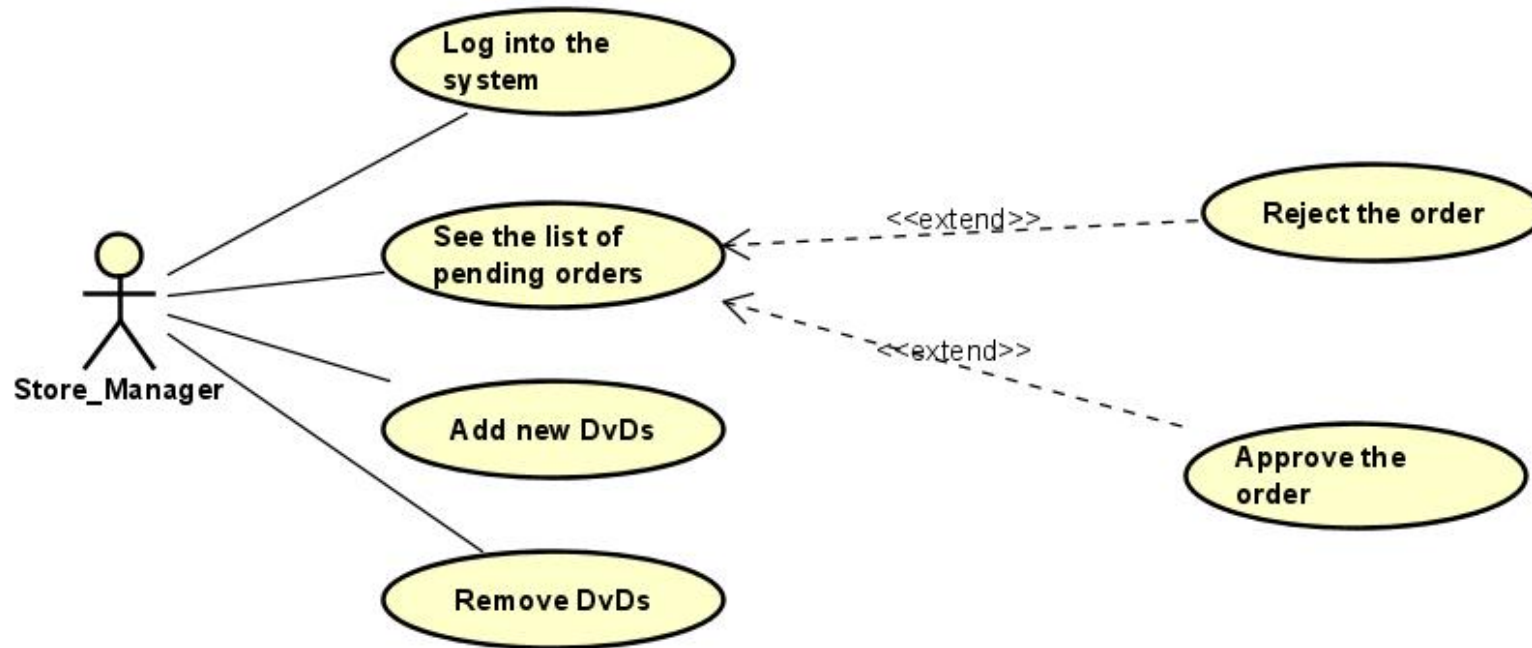 Log into the
system
See the list of
pending orders
<<extend>>
Reject the order
Store_Manager
<<extend>>
Add new DvDs
Approve the
order
Remove DvDs